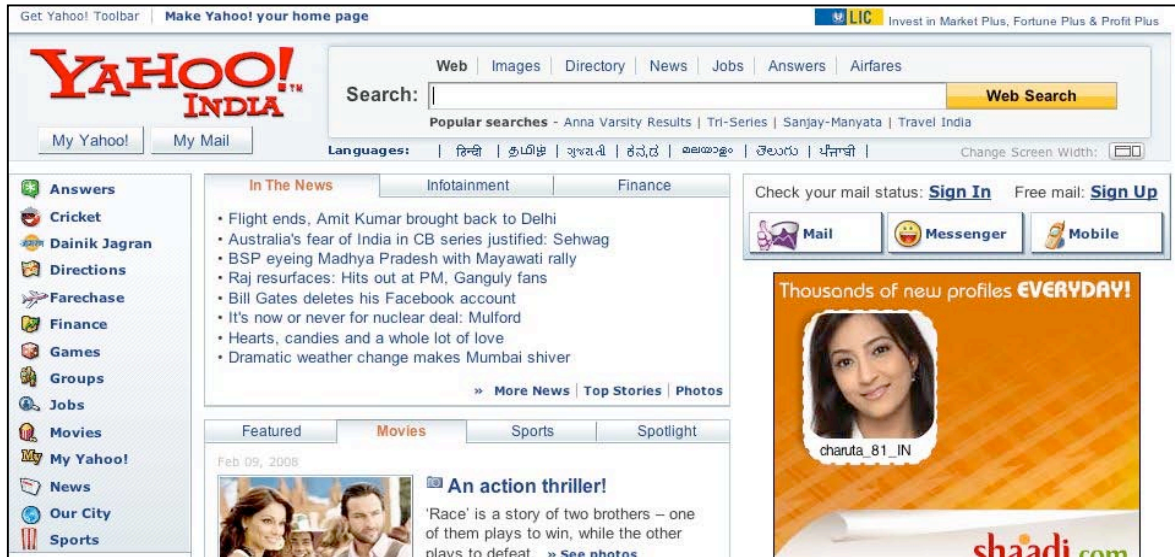 Get Yahoo! Toolbar | Make Yahoo! your home page
LIC Invest in Market Plus, Fortune Plus & Profit Plus
YAHOO!™
INDIA
My Yahoo! My Mail
Web | Images | Directory | News | Jobs | Answers | Airfares
Search: Web Search
Popular searches - Anna Varsity Results | Tri-Series | Sanjay-Manyata | Travel India
Languages: | हिन्दी | தமிழ் | ગુજરાતી | ಕನ್ನಡ | മലയാളം | తెలుగు | ਪੰਜਾਬੀ |
Change Screen Width:
Answers
Cricket
Dainik Jagran
Directions
Farechase
Finance
Games
Groups
Jobs
Movies
My Yahoo!
News
Our City
Sports
In The News Infotainment Finance
• Flight ends, Amit Kumar brought back to Delhi
• Australia's fear of India in CB series justified: Sehwag
• BSP eyeing Madhya Pradesh with Mayawati rally
• Raj resurfaces: Hits out at PM, Ganguly fans
• Bill Gates deletes his Facebook account
• It's now or never for nuclear deal: Mulford
• Hearts, candies and a whole lot of love
• Dramatic weather change makes Mumbai shiver
» More News | Top Stories | Photos
Featured Movies Sports Spotlight
Feb 09, 2008
An action thriller!
'Race' is a story of two brothers – one
of them plays to win, while the other
plays to defeat... » See photos
Check your mail status: Sign In Free mail: Sign Up
Mail Messenger Mobile
Thousands of new profiles EVERYDAY!
charuta_81_IN
shaadi.com